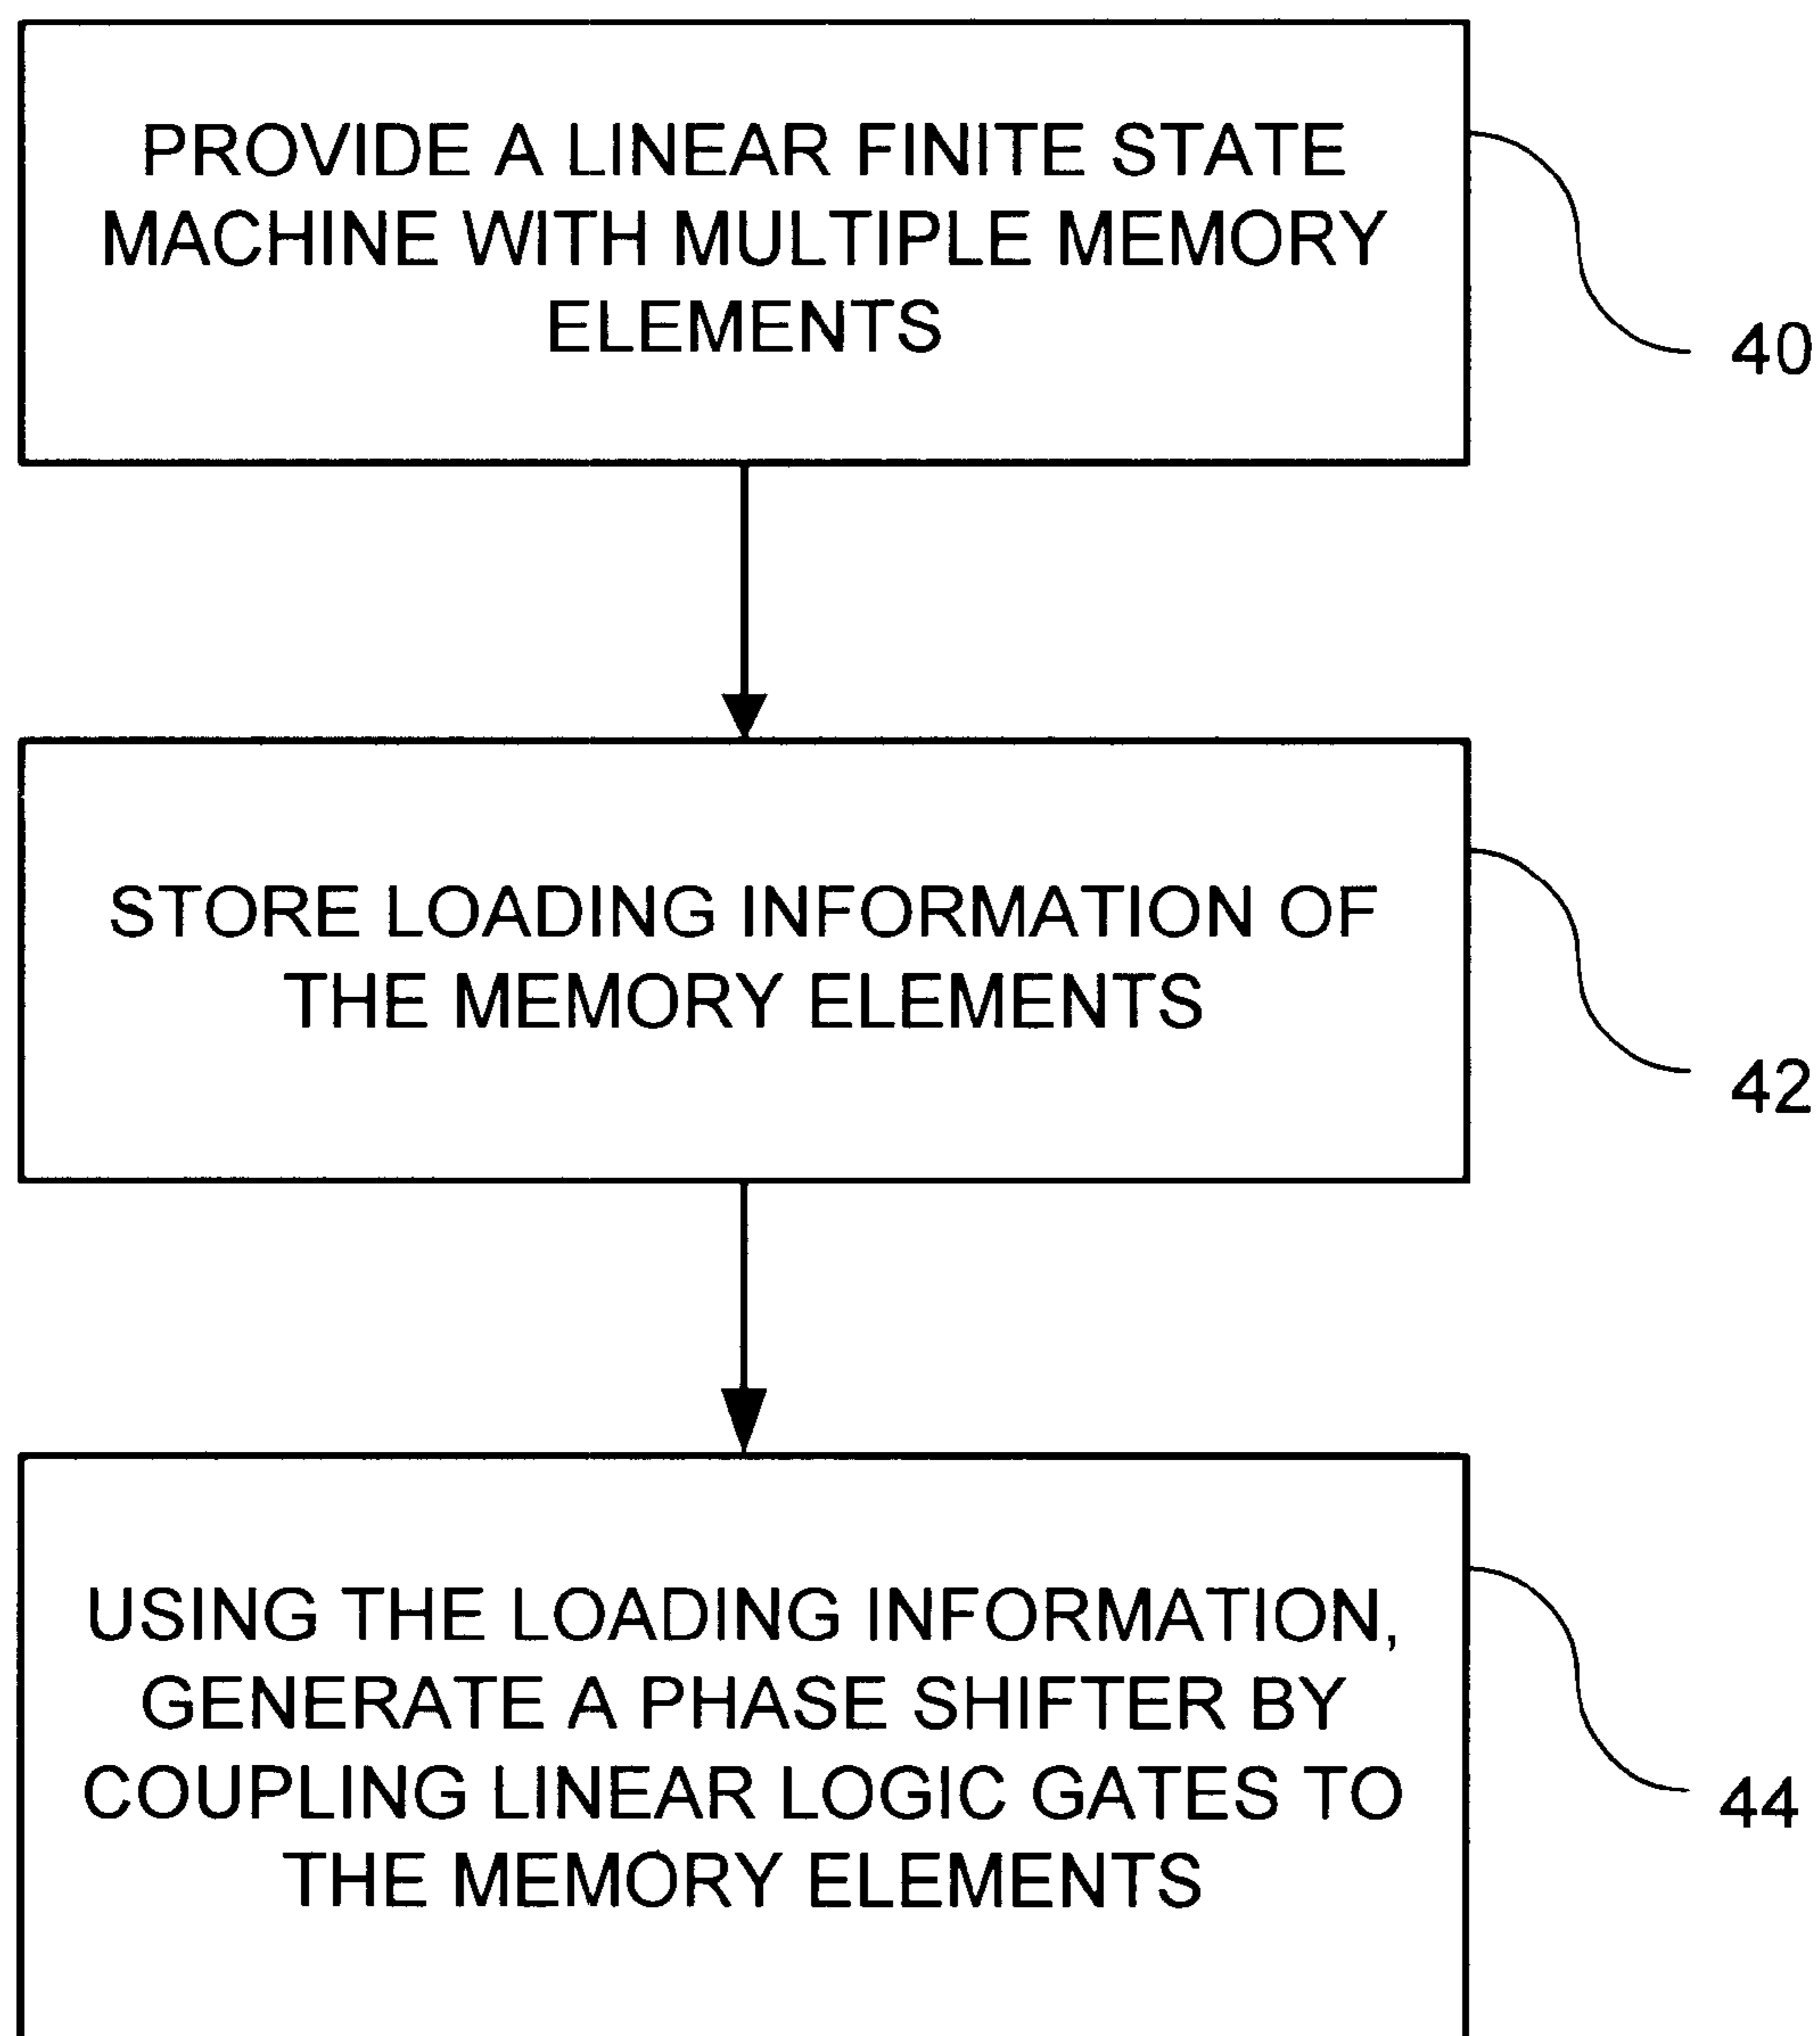 PROVIDE A LINEAR FINITE STATE
MACHINE WITH MULTIPLE MEMORY
ELEMENTS
40
STORE LOADING INFORMATION OF
THE MEMORY ELEMENTS
42
USING THE LOADING INFORMATION,
GENERATE A PHASE SHIFTER BY
COUPLING LINEAR LOGIC GATES TO
THE MEMORY ELEMENTS
44